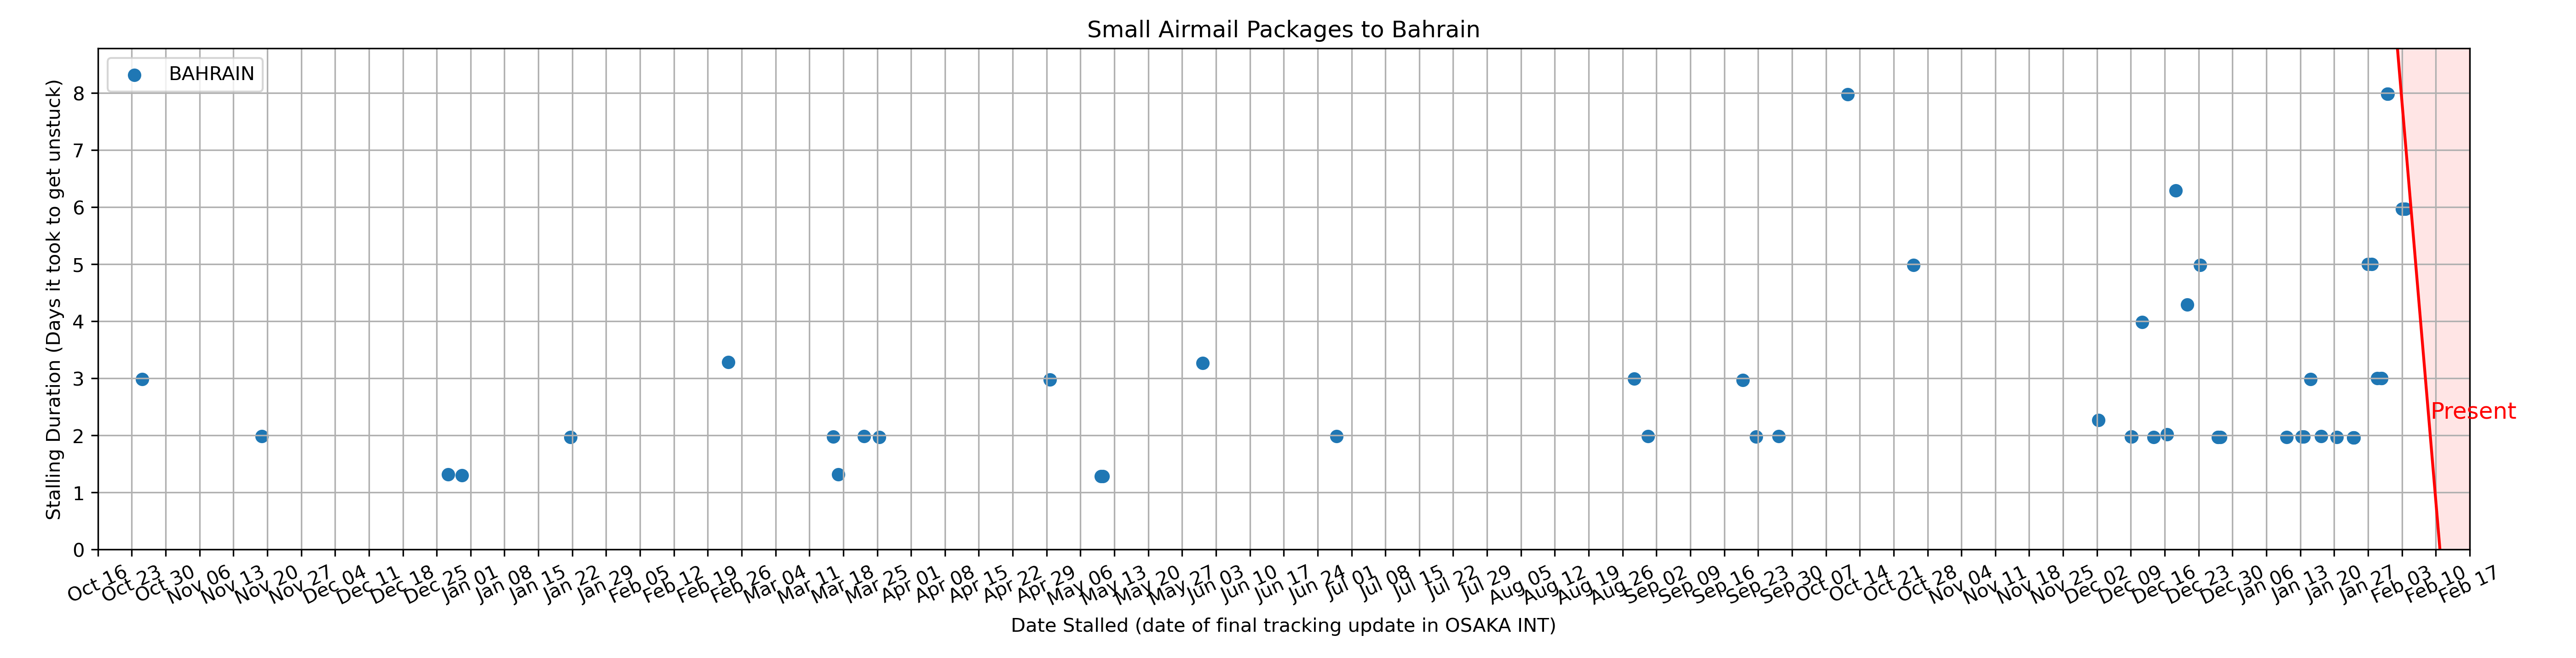 Small Airmail Packages to Bahrain
BAHRAIN
Stalling Duration (Days it took to get unstuck)
8
7
6
5
4
3
2
1
0
Present
Oct 16 Oct 23 Oct 30 Nov 06 Nov 13 Nov 20 Nov 27 Dec 04 Dec 11 Dec 18 Dec 25 Jan 01 Jan 08 Jan 15 Jan 22 Jan 29 Feb 05 Feb 12 Feb 19 Feb 26 Mar 04 Mar 11 Mar 18 Mar 25 Apr 01 Apr 08 Apr 15 Apr 22 Apr 29 May 06 May 13 May 20 May 27 Jun 03 Jun 10 Jun 17 Jun 24 Jul 01 Jul 08 Jul 15 Jul 22 Jul 29 Aug 05 Aug 12 Aug 19 Aug 26 Sep 02 Sep 09 Sep 16 Sep 23 Sep 30 Oct 07 Oct 14 Oct 21 Oct 28 Nov 04 Nov 11 Nov 18 Nov 25 Dec 02 Dec 09 Dec 16 Dec 23 Dec 30 Jan 06 Jan 13 Jan 20 Jan 27 Feb 03 Feb 10 Feb 17
Date Stalled (date of final tracking update in OSAKA INT)